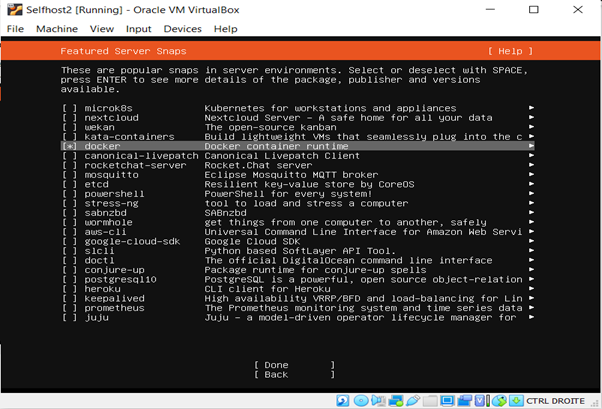 Selfhost2 [Running] - Oracle VM VirtualBox
File Machine View Input Devices Help
Featured Server Snaps [ Help ]
These are popular snaps in server environments. Select or deselect with SPACE,
press ENTER to see more details of the package, publisher and versions
available.
[ ] microk8s Kubernetes for workstations and appliances ►
[ ] nextcloud Nextcloud Server - A safe home for all your data ►
[ ] wekan The open-source kanban ►
[ ] kata-containers Build lightweight VMs that seamlessly plug into the c ►
[*] docker Docker container runtime ►
[ ] canonical-livepatch Canonical Livepatch Client ►
[ ] rocketchat-server Rocket.Chat server ►
[ ] mosquitto Eclipse Mosquitto MQTT broker ►
[ ] etcd Resilient key-value store by CoreOS ►
[ ] powershell PowerShell for every system! ►
[ ] stress-ng tool to load and stress a computer ►
[ ] sabnzbd SABnzbd ►
[ ] wormhole get things from one computer to another, safely ►
[ ] aws-cli Universal Command Line Interface for Amazon Web Servi ►
[ ] google-cloud-sdk Google Cloud SDK ►
[ ] slcli Python based SoftLayer API Tool. ►
[ ] doctl The official DigitalOcean command line interface ►
[ ] conjure-up Package runtime for conjure-up spells ►
[ ] postgresql10 PostgreSQL is a powerful, open source object-relation ►
[ ] heroku CLI client for Heroku ►
[ ] keepalived High availability VRRP/BFD and load-balancing for Lin ►
[ ] prometheus The Prometheus monitoring system and time series data ►
[ ] juju Juju - a model-driven operator lifecycle manager for ►
[ Done ]
[ Back ]
CTRL DROITE